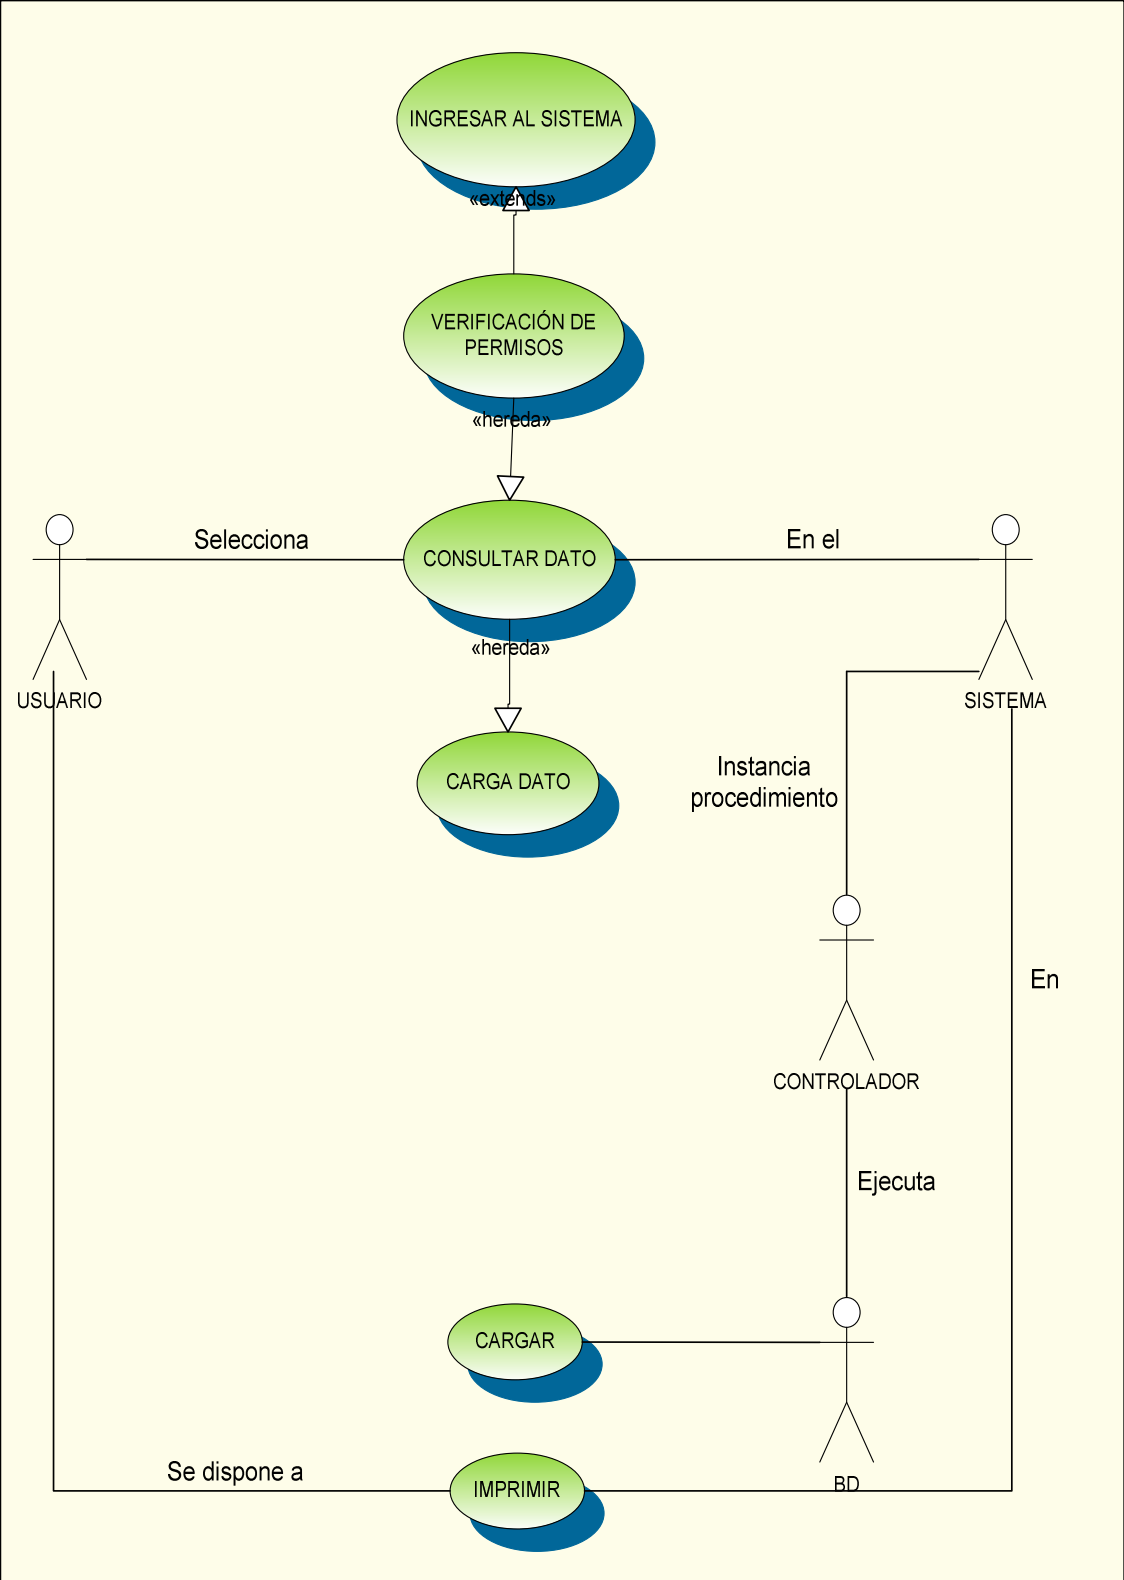 INGRESAR AL SISTEMA
«extends»
VERIFICACIÓN DE
PERMISOS
«hereda»
Selecciona
CONSULTAR DATO
En el
«hereda»
USUARIO
SISTEMA
CARGA DATO
Instancia
procedimiento
En
CONTROLADOR
Ejecuta
CARGAR
Se dispone a
IMPRIMIR
BD